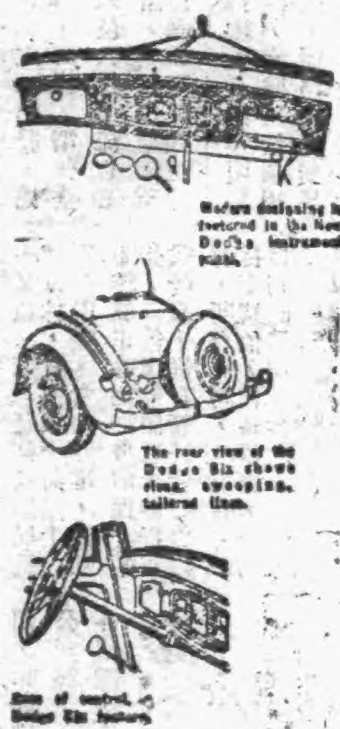 Modern designing is
featured in the New
Dodge instrument
panel.
The rear view of the
Dodge Six shows
clean, sweeping,
tailored lines.
Ease of control, a
Dodge Six feature.